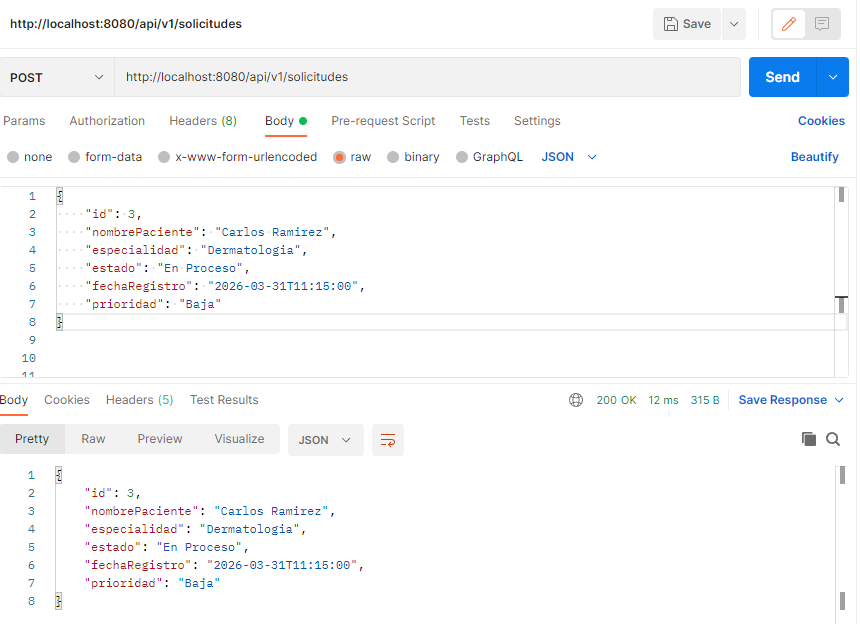 http://localhost:8080/api/v1/solicitudes Save
POST http://localhost:8080/api/v1/solicitudes Send
Params Authorization Headers (8) Body Pre-request Script Tests Settings Cookies
none form-data x-www-form-urlencoded raw binary GraphQL JSON Beautify
1 {
2 "id": 3,
3 "nombrePaciente": "Carlos Ramirez",
4 "especialidad": "Dermatologia",
5 "estado": "En Proceso",
6 "fechaRegistro": "2026-03-31T11:15:00",
7 "prioridad": "Baja"
8 }
9
10
11
Body Cookies Headers (5) Test Results 200 OK 12 ms 315 B Save Response
Pretty Raw Preview Visualize JSON
1 {
2 "id": 3,
3 "nombrePaciente": "Carlos Ramirez",
4 "especialidad": "Dermatologia",
5 "estado": "En Proceso",
6 "fechaRegistro": "2026-03-31T11:15:00",
7 "prioridad": "Baja"
8 }